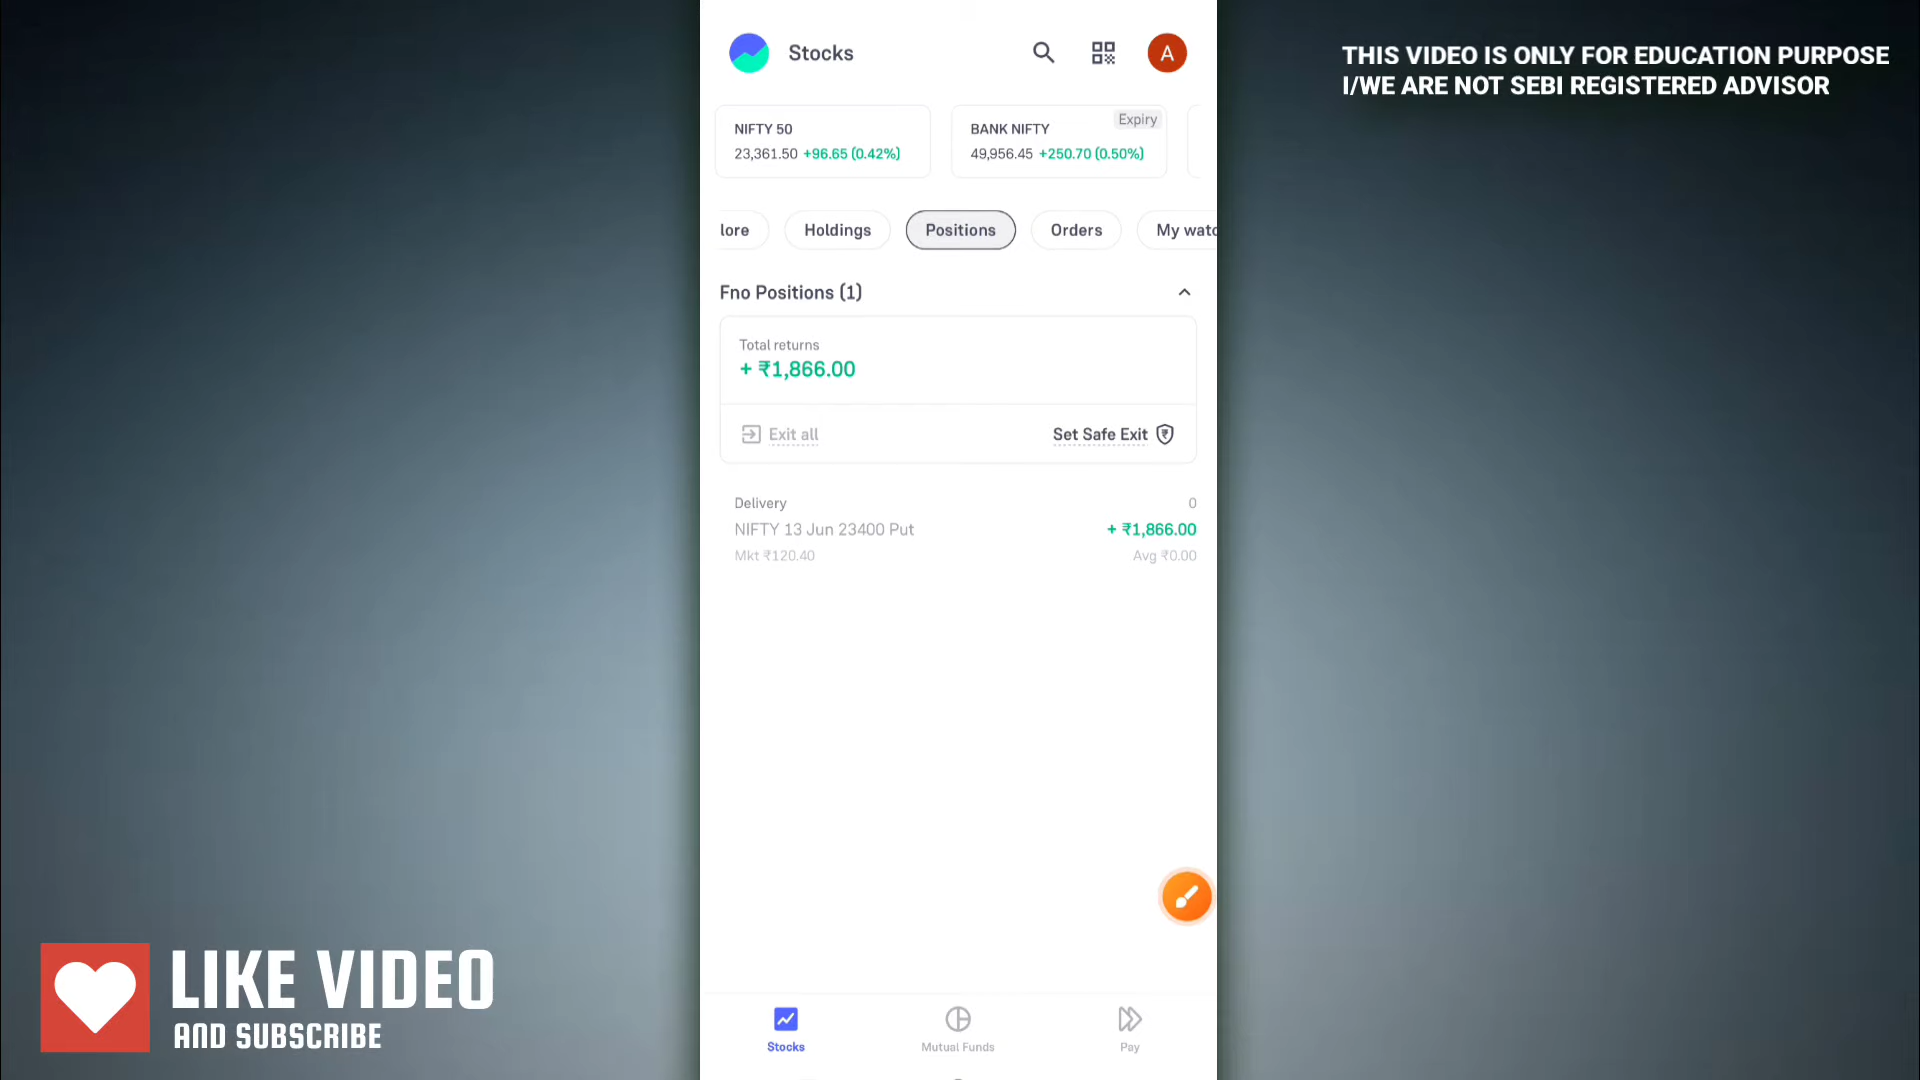 THIS VIDEO IS ONLY FOR EDUCATION PURPOSE
I/WE ARE NOT SEBI REGISTERED ADVISOR
Stocks
A
NIFTY 50
23,361.50 +96.65 (0.42%)
BANK NIFTY
Expiry
49,956.45 +250.70 (0.50%)
lore
Holdings
Positions
Orders
My watc
Fno Positions (1)
Total returns
+ ₹1,866.00
Exit all
Set Safe Exit
Delivery
0
NIFTY 13 Jun 23400 Put
+ ₹1,866.00
Mkt ₹120.40
Avg ₹0.00
LIKE VIDEO
AND SUBSCRIBE
Stocks
Mutual Funds
Pay